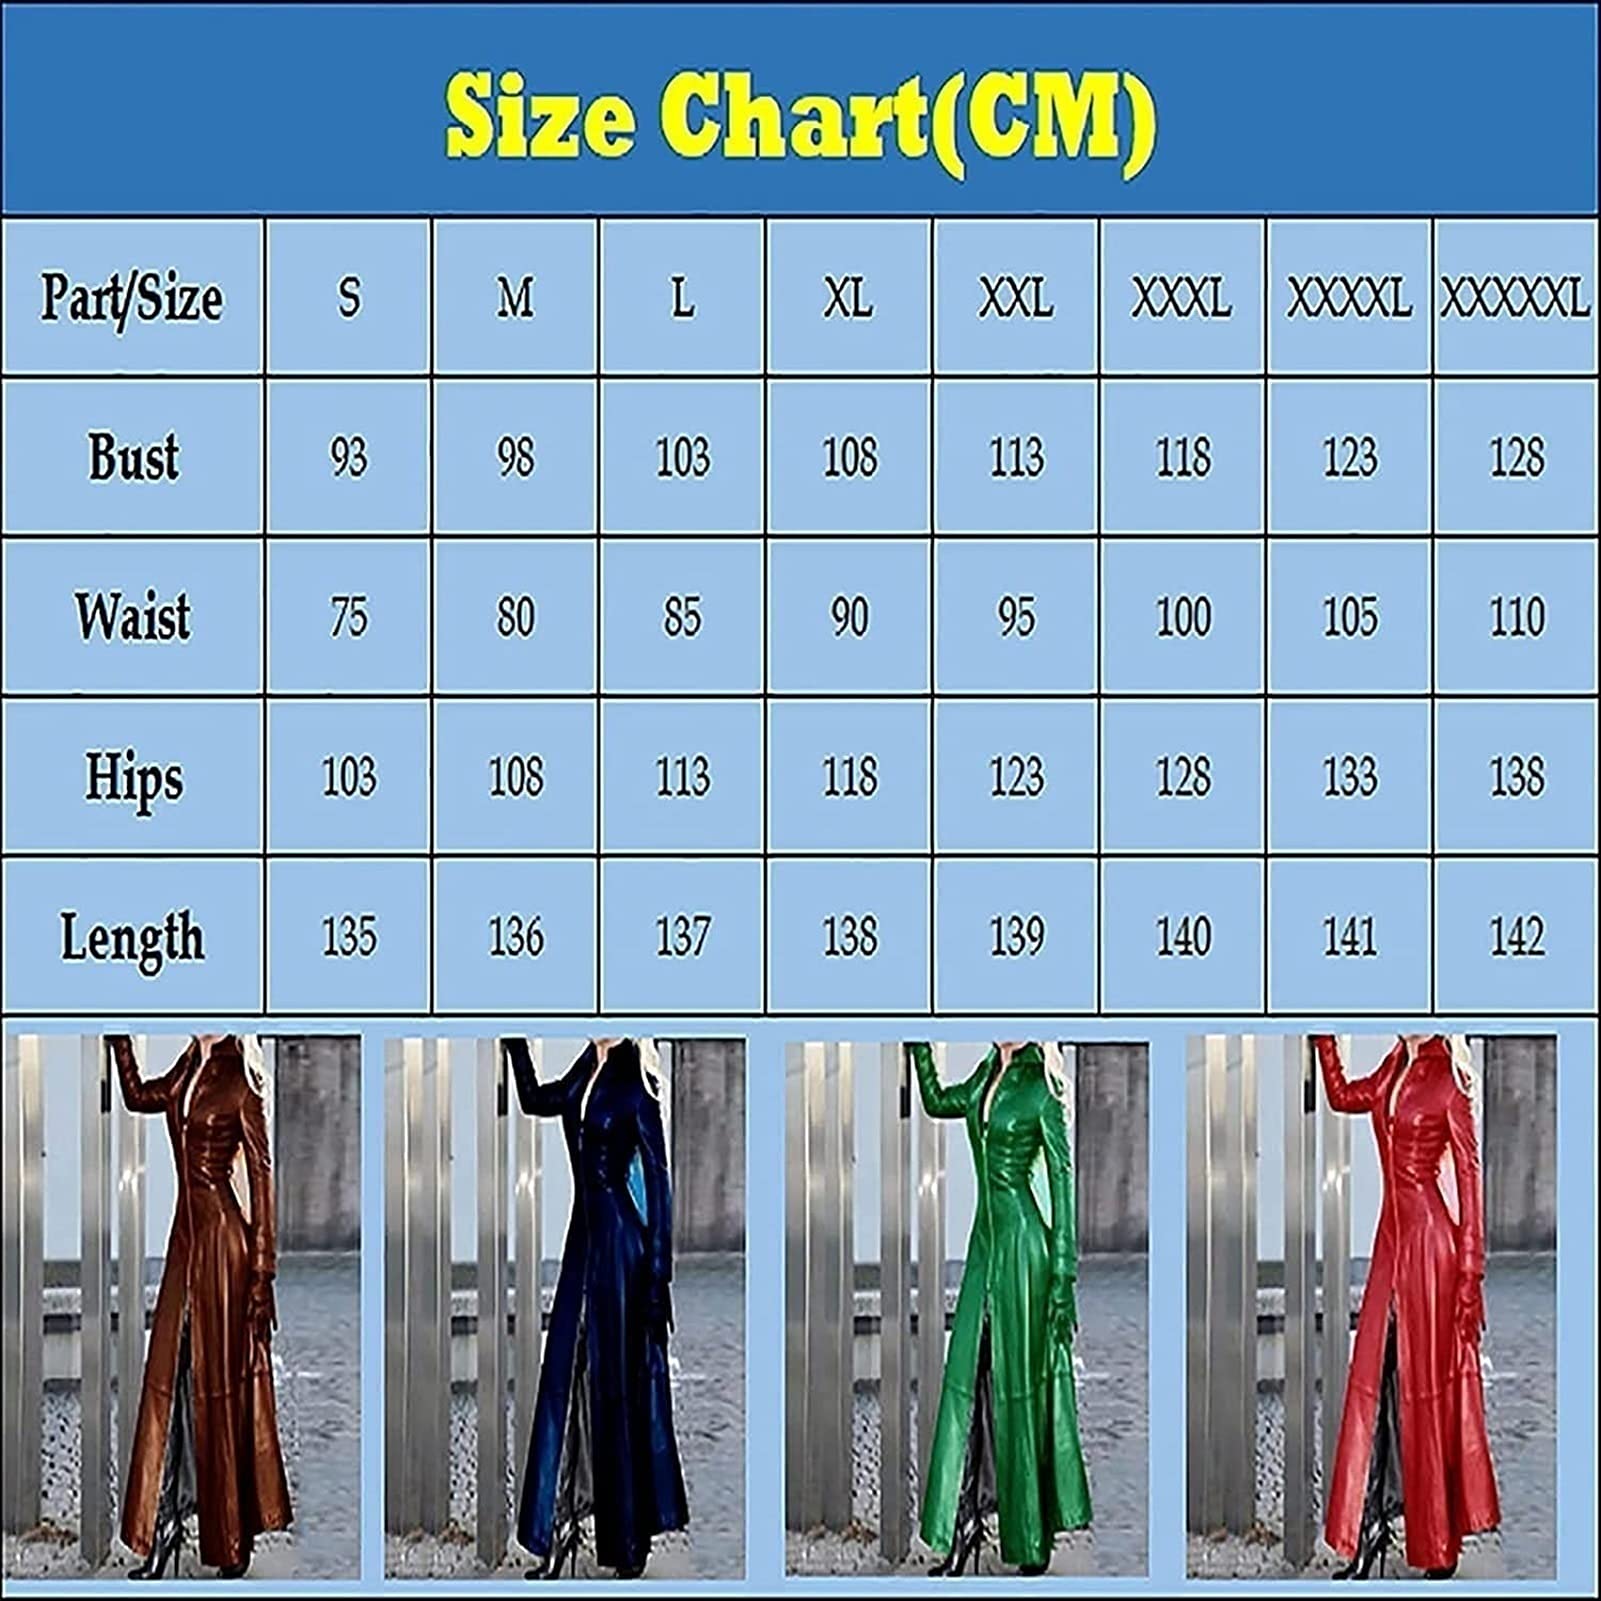 Size Chart(CM)
Part/Size S M L XL XXL XXXL XXXXL XXXXXL
Bust 93 98 103 108 113 118 123 128
Waist 75 80 85 90 95 100 105 110
Hips 103 108 113 118 123 128 133 138
Length 135 136 137 138 139 140 141 142